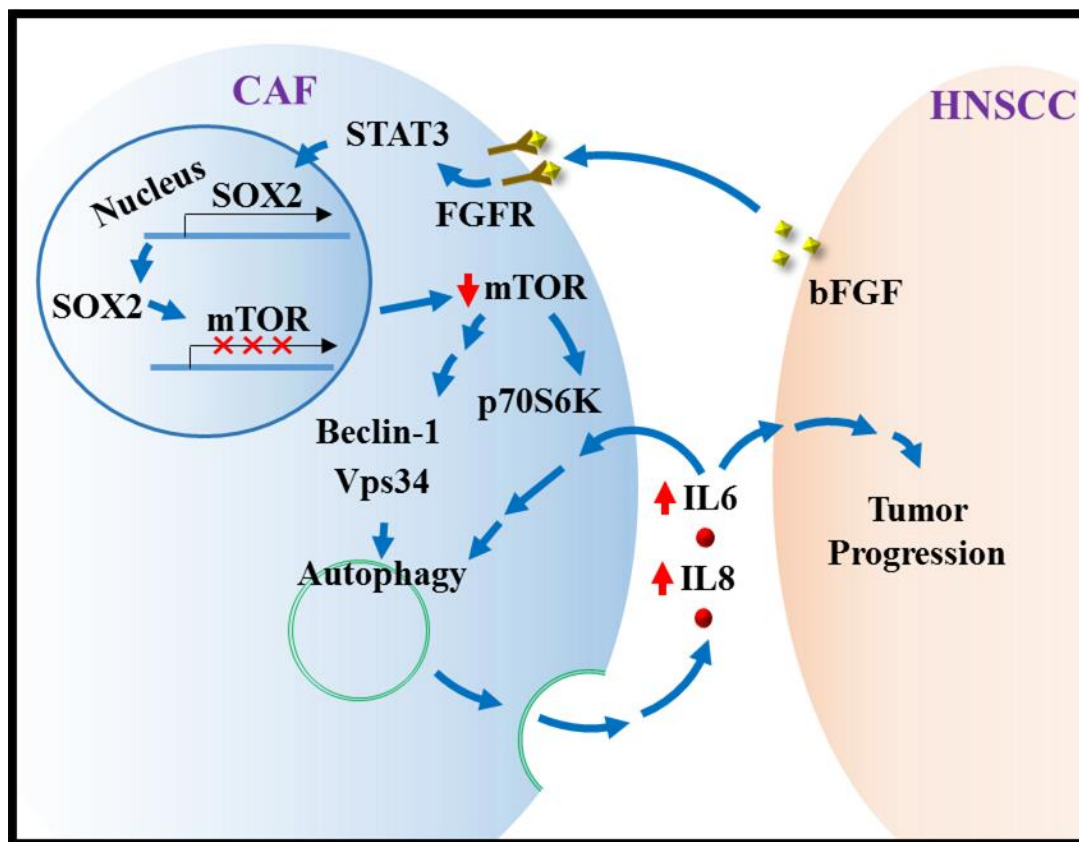 CAF
HNSCC
STAT3
Nucleus
SOX2
FGFR
SOX2
mTOR
mTOR
bFGF
p70S6K
Beclin-1
Vps34
IL6
Autophagy
IL8
Tumor
Progression